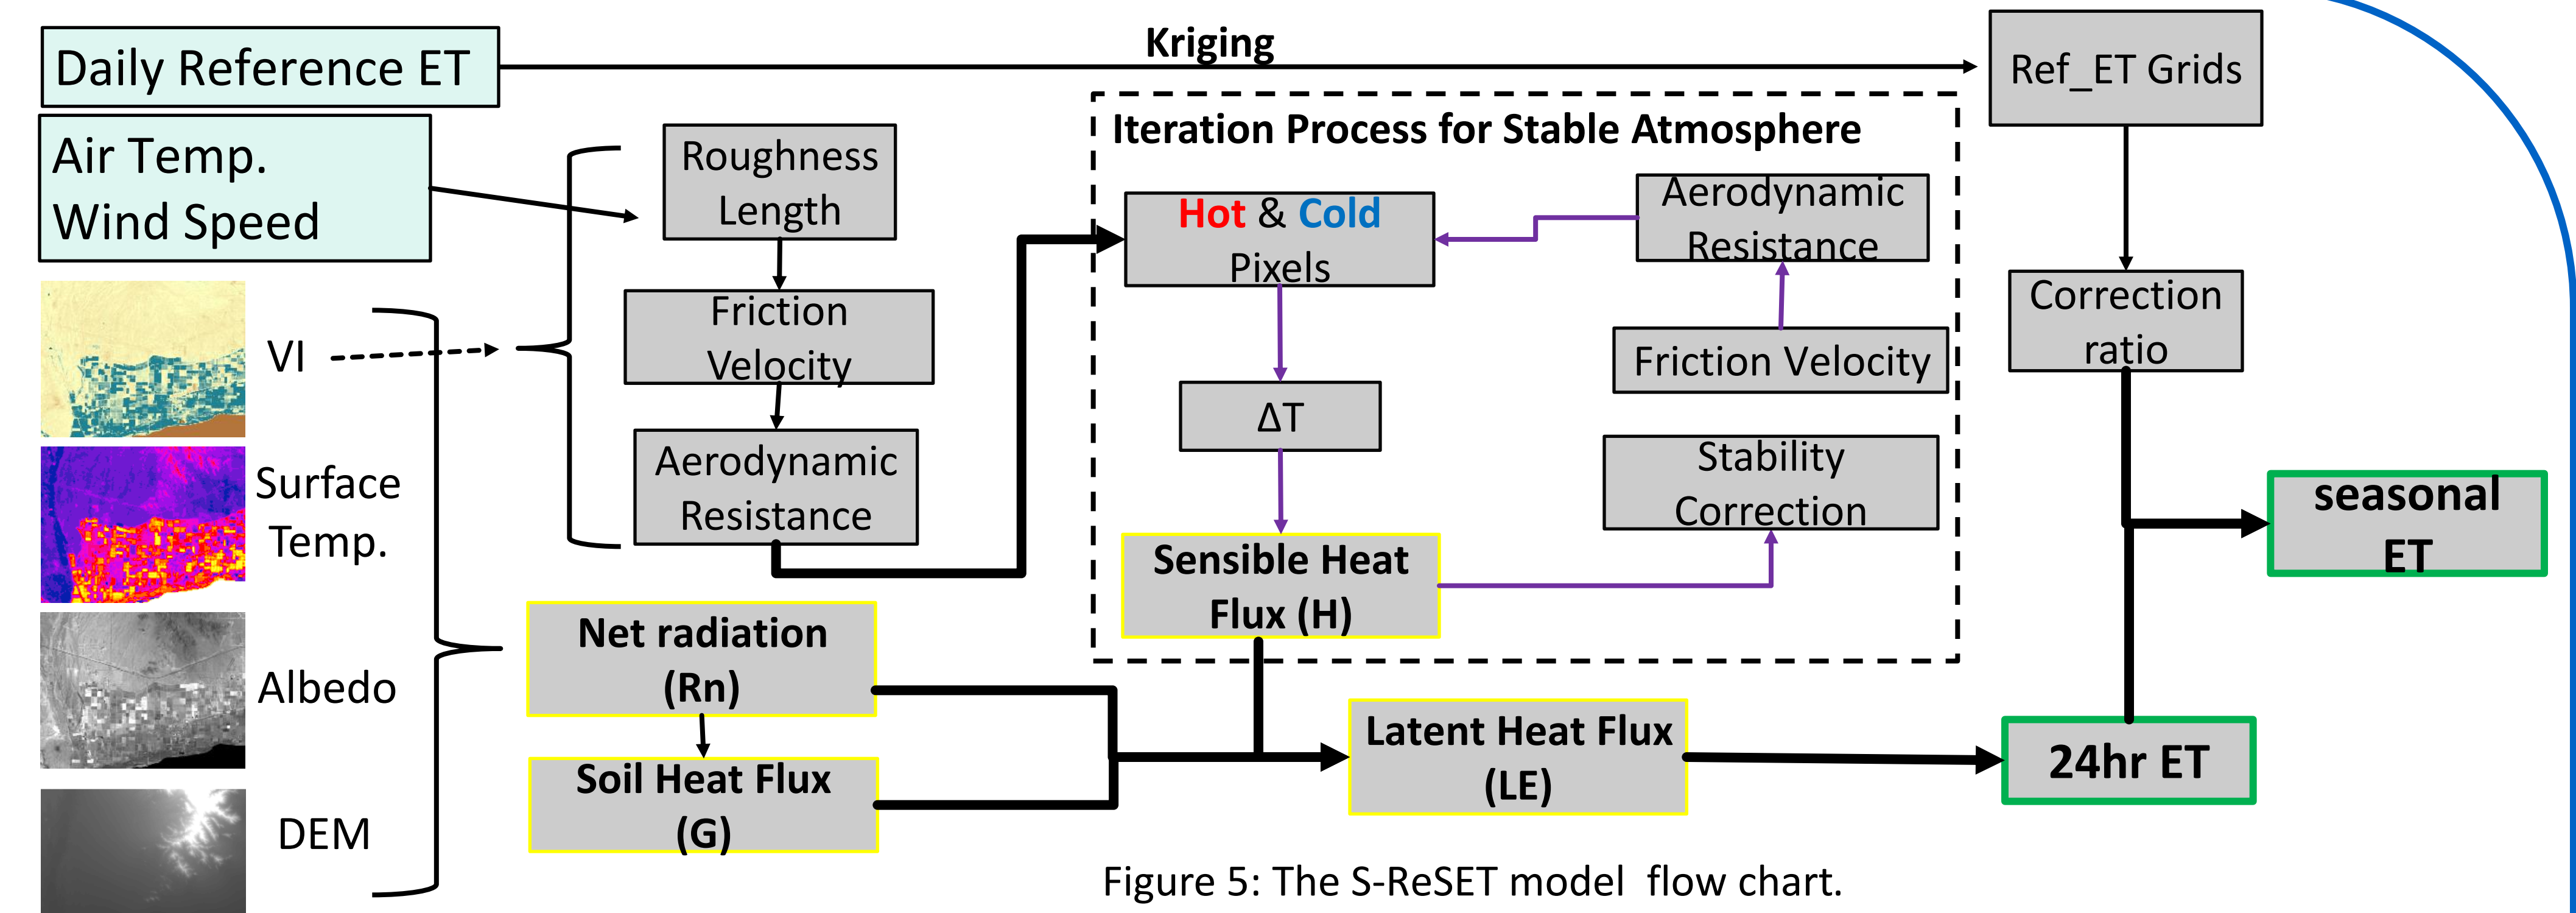 Daily Reference ET
Kriging
Ref_ET Grids
Air Temp.
Wind Speed
Roughness
Length
Friction
Velocity
Aerodynamic
Resistance
Iteration Process for Stable Atmosphere
Hot & Cold
Pixels
ΔT
Sensible Heat
Flux (H)
Aerodynamic
Resistance
Friction Velocity
Stability
Correction
Correction
ratio
seasonal
ET
VI
Surface
Temp.
Albedo
DEM
Net radiation
(Rn)
Soil Heat Flux
(G)
Latent Heat Flux
(LE)
24hr ET
Figure 5: The S-ReSET model  flow chart.